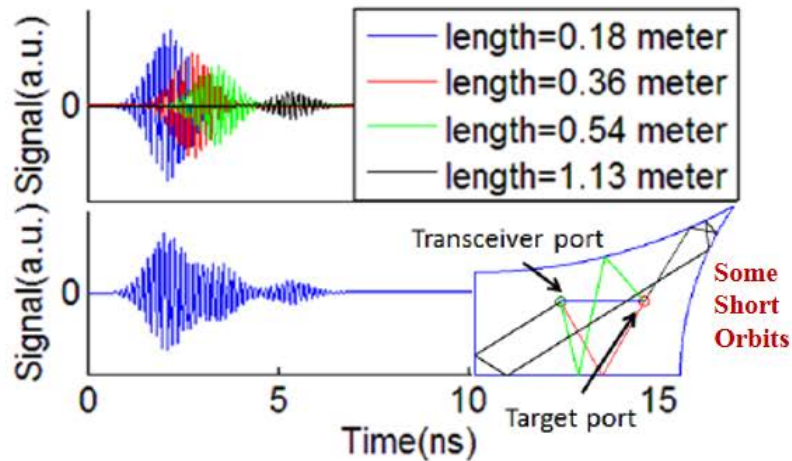 Signal(a.u.)
0
length=0.18 meter
length=0.36 meter
length=0.54 meter
length=1.13 meter
Signal(a.u.)
0
Transceiver port
Some
Short
Orbits
Target port
0
5
10
15
Time(ns)